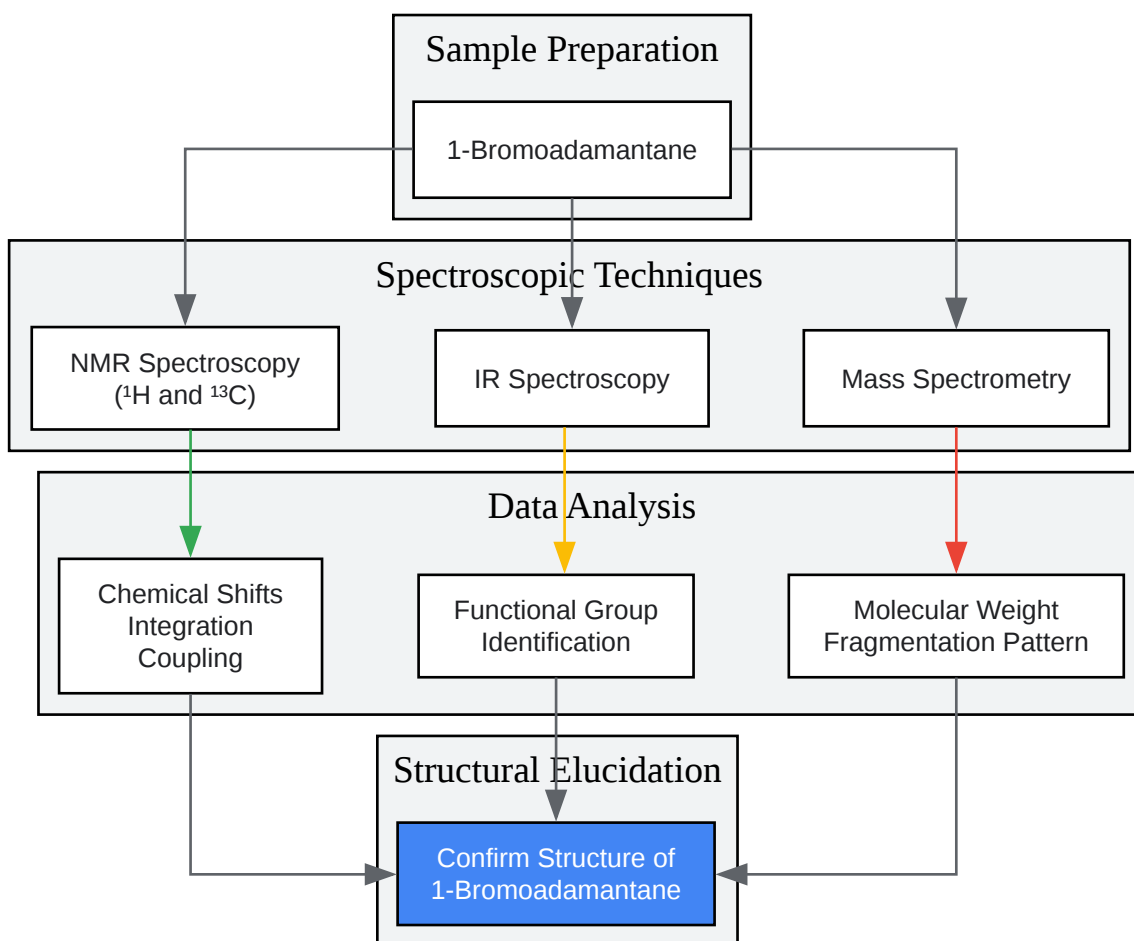 Sample Preparation
1-Bromoadamantane
Spectroscopic Techniques
NMR Spectroscopy
(¹H and ¹³C)
IR Spectroscopy
Mass Spectrometry
Data Analysis
Chemical Shifts
Integration
Coupling
Functional Group
Identification
Molecular Weight
Fragmentation Pattern
Structural Elucidation
Confirm Structure of
1-Bromoadamantane